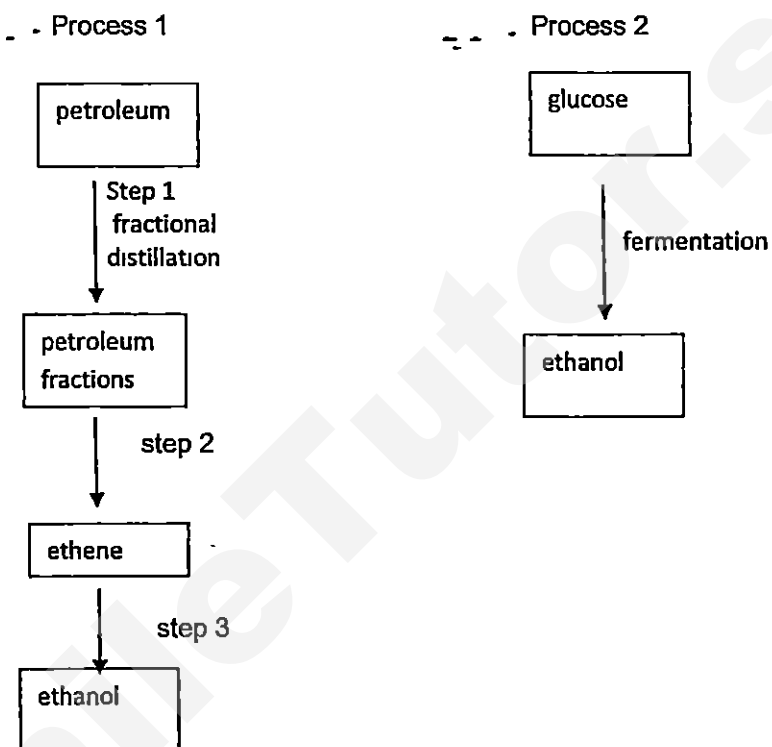 Process 1
petroleum
Step 1
fractional
distillation
petroleum
fractions
step 2
ethene
step 3
ethanol
Process 2
glucose
fermentation
ethanol